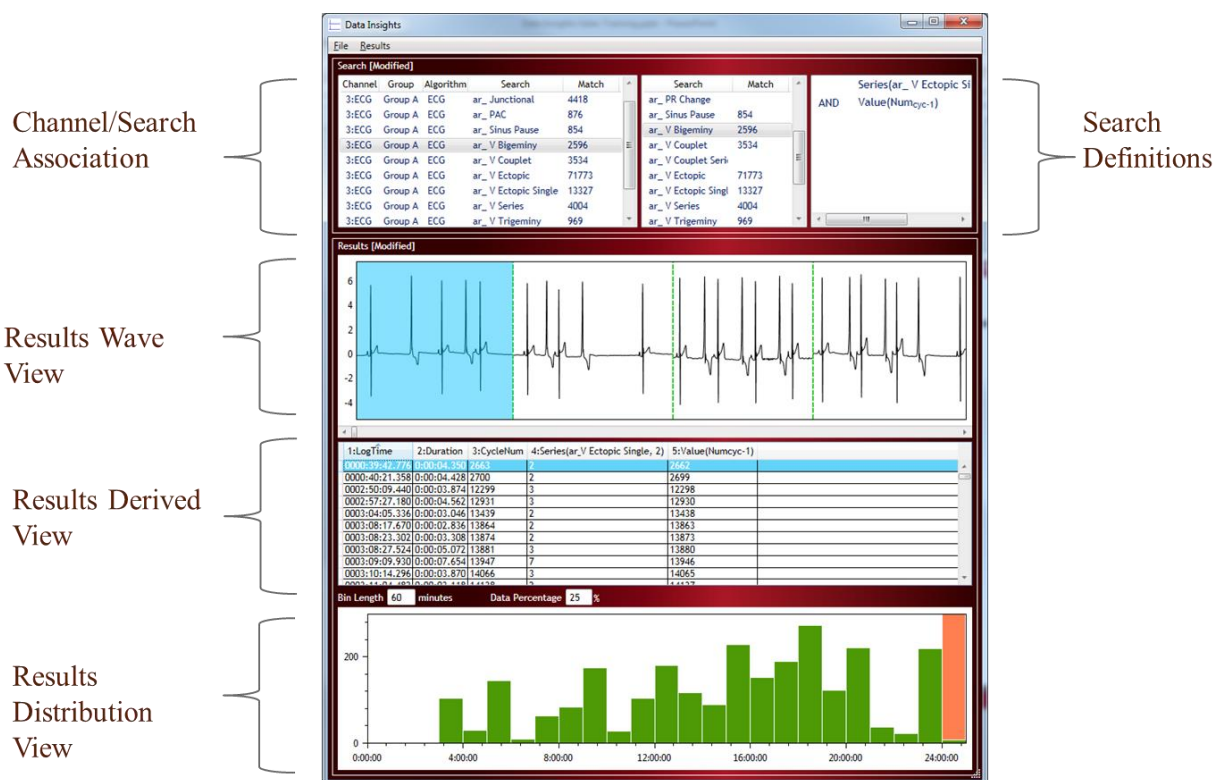 Data Insights
File Results
Search [Modified]
Channel Group Algorithm Search Match
3:ECG Group A ECG ar_ Junctional 4418
3:ECG Group A ECG ar_ PAC 876
3:ECG Group A ECG ar_ Sinus Pause 854
3:ECG Group A ECG ar_ V Bigeminy 2596
3:ECG Group A ECG ar_ V Couplet 3534
3:ECG Group A ECG ar_ V Ectopic 71773
3:ECG Group A ECG ar_ V Ectopic Single 13327
3:ECG Group A ECG ar_ V Series 4004
3:ECG Group A ECG ar_ V Trigeminy 969
Search Match
ar_ PR Change
ar_ Sinus Pause 854
ar_ V Bigeminy 2596
ar_ V Couplet 3534
ar_ V Couplet Seri
ar_ V Ectopic 71773
ar_ V Ectopic Singl 13327
ar_ V Series 4004
ar_ V Trigeminy 969
Series(ar_ V Ectopic Si
AND Value(Numcyc-1)
Channel/Search
Association
Search
Definitions
Results [Modified]
6
4
2
0
-2
-4
Results Wave
View
1:LogTime 2:Duration 3:CycleNum 4:Series(ar_V Ectopic Single, 2) 5:Value(Numcyc-1)
0000:39:42.776 0:00:04.350 2663 2 2662
0000:40:21.358 0:00:04.428 2700 2 2699
0002:50:09.440 0:00:03.874 12299 3 12298
0002:57:27.180 0:00:04.562 12931 3 12930
0003:04:05.336 0:00:03.046 13439 2 13438
0003:08:17.670 0:00:02.836 13864 2 13863
0003:08:23.302 0:00:03.308 13874 2 13873
0003:08:27.524 0:00:05.072 13881 3 13880
0003:09:09.930 0:00:07.654 13947 7 13946
0003:10:14.296 0:00:03.870 14066 3 14065
Results Derived
View
Bin Length 60 minutes Data Percentage 25 %
200
0
0:00:00 4:00:00 8:00:00 12:00:00 16:00:00 20:00:00 24:00:00
Results
Distribution
View